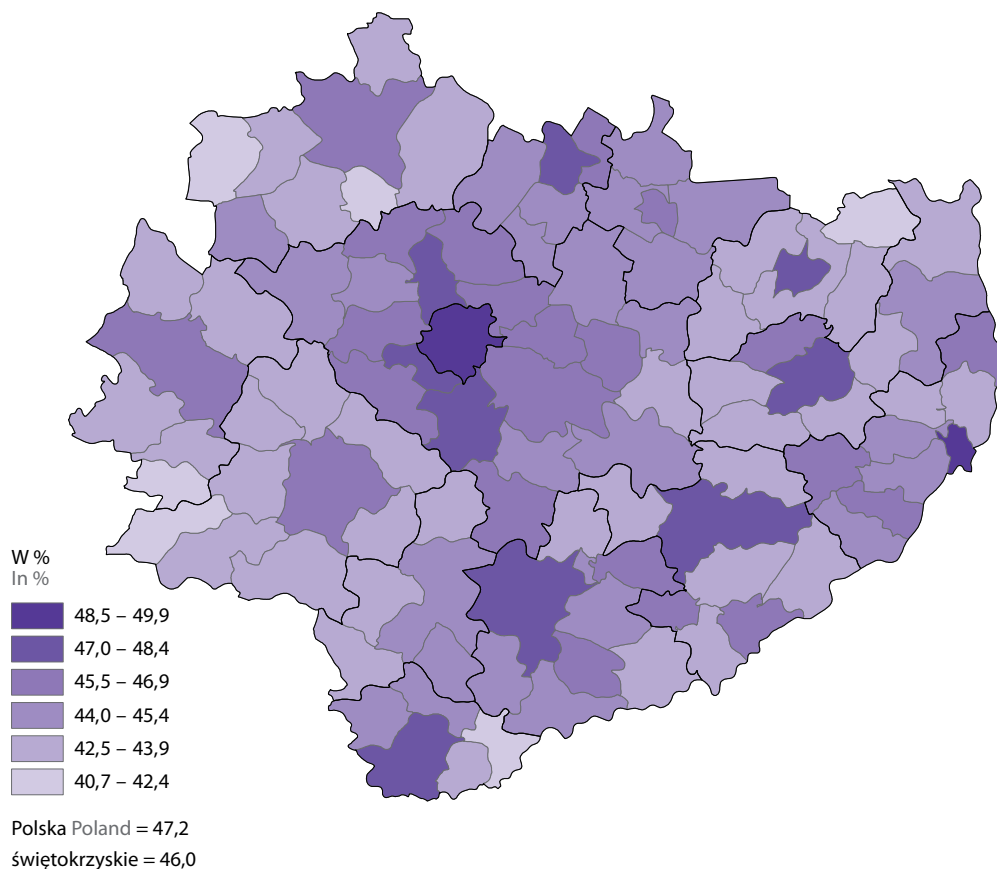 W %
In %
48,5 – 49,9
47,0 – 48,4
45,5 – 46,9
44,0 – 45,4
42,5 – 43,9
40,7 – 42,4
Polska Poland = 47,2
świętokrzyskie = 46,0